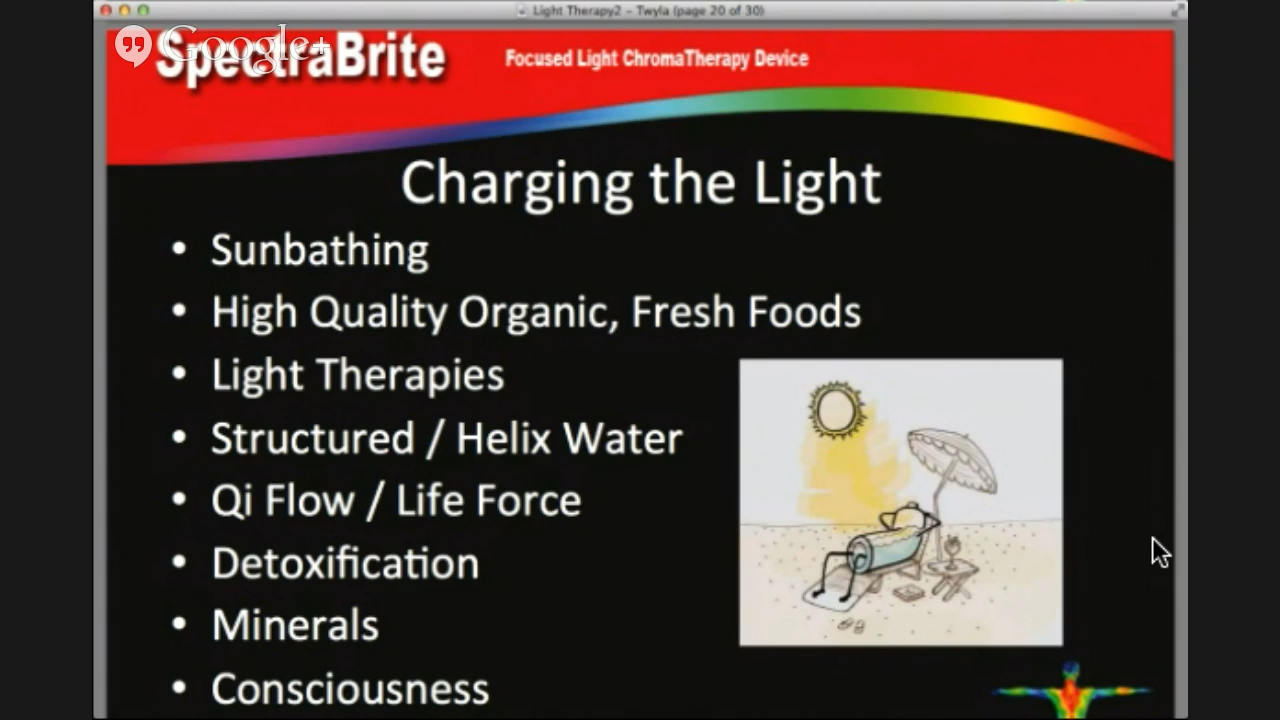 Light Therapy2 – Twyla (page 20 of 30)
Google+
SpectraBrite
Focused Light ChromaTherapy Device
Charging the Light
• Sunbathing
• High Quality Organic, Fresh Foods
• Light Therapies
• Structured / Helix Water
• Qi Flow / Life Force
• Detoxification
• Minerals
• Consciousness